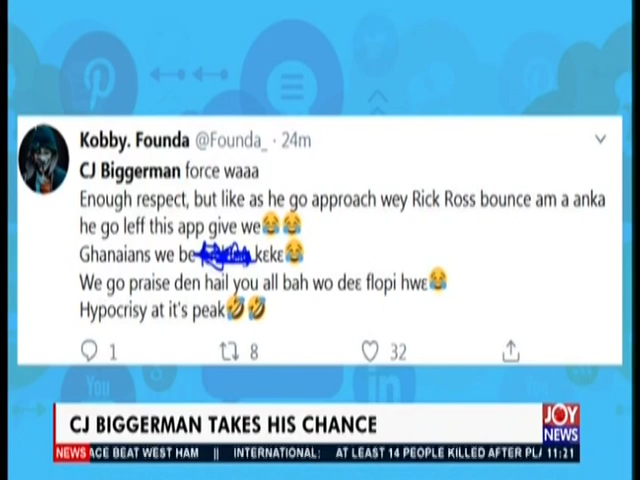 Kobby. Founda @Founda_ · 24m
CJ Biggerman force waaa
Enough respect, but like as he go approach wey Rick Ross bounce am a anka
he go leff this app give we😂😂
Ghanaians we be kɛkɛ😂
We go praise den hail you all bah wo deɛ flopi hwɛ😂
Hypocrisy at it's peak🤣🤣
1 8 32
You
in
CJ BIGGERMAN TAKES HIS CHANCE
JOY
NEWS
NEWS ACE BEAT WEST HAM || INTERNATIONAL: AT LEAST 14 PEOPLE KILLED AFTER 11:21